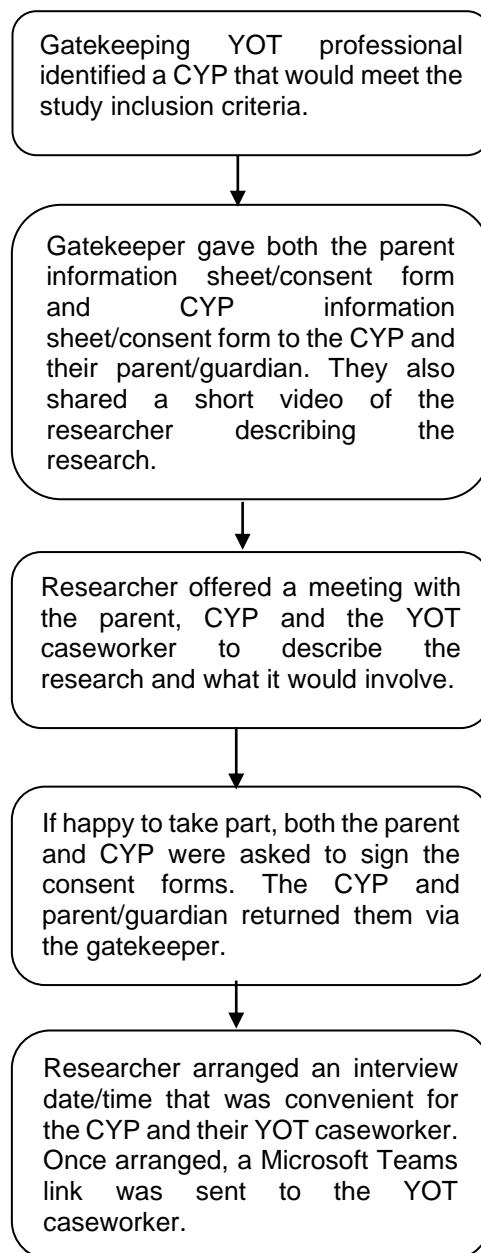 Gatekeeping YOT professional
identified a CYP that would meet the
study inclusion criteria.
Gatekeeper gave both the parent
information sheet/consent form
and CYP information
sheet/consent form to the CYP and
their parent/guardian. They also
shared a short video of the
researcher describing the
research.
Researcher offered a meeting with
the parent, CYP and the YOT
caseworker to describe the
research and what it would involve.
If happy to take part, both the parent
and CYP were asked to sign the
consent forms. The CYP and
parent/guardian returned them via
the gatekeeper.
Researcher arranged an interview
date/time that was convenient for
the CYP and their YOT caseworker.
Once arranged, a Microsoft Teams
link was sent to the YOT
caseworker.